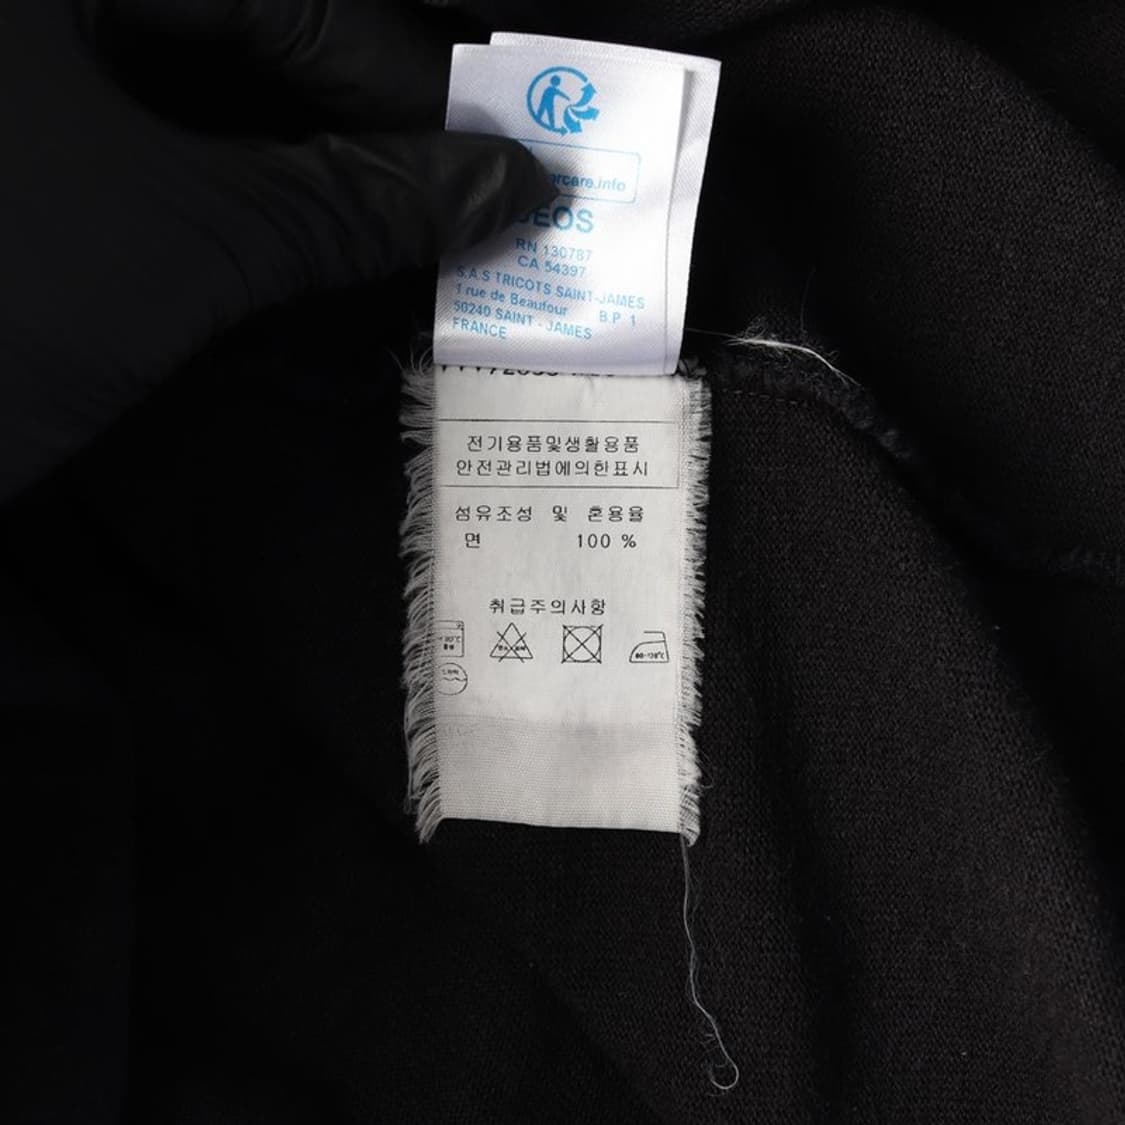 orcare.info
RN 130787
CA 54397
S.A.S TRICOTS SAINT-JAMES
1 rue de Beaufour B.P 1
50240 SAINT - JAMES
FRANCE
전기용품및생활용품
안전관리법에의한표시
섬유조성 및 혼용율
면 100 %
취급주의사항